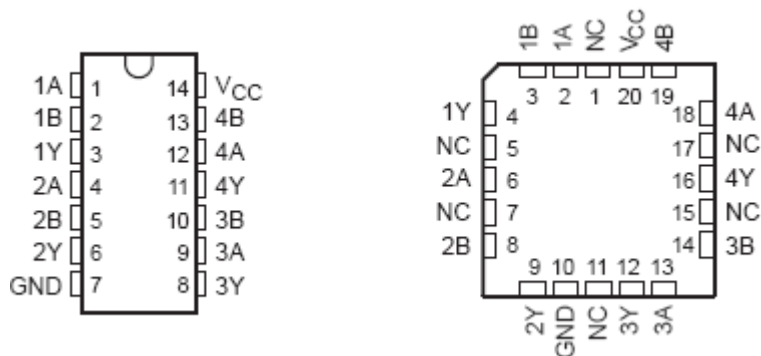 1A 1 14 VCC
1B 2 13 4B
1Y 3 12 4A
2A 4 11 4Y
2B 5 10 3B
2Y 6 9 3A
GND 7 8 3Y
1B 1A NC VCC 4B
3 2 1 20 19
1Y 4 18 4A
NC 5 17 NC
2A 6 16 4Y
NC 7 15 NC
2B 8 14 3B
9 10 11 12 13
2Y GND NC 3Y 3A